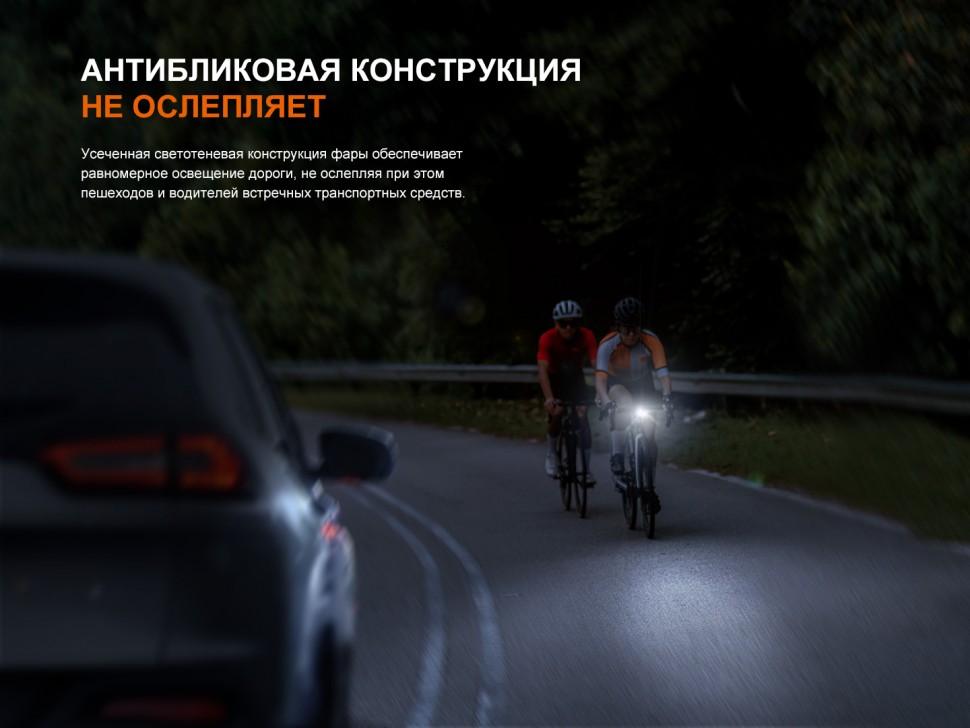 АНТИБЛИКОВАЯ КОНСТРУКЦИЯ
НЕ ОСЛЕПЛЯЕТ
Усеченная светотеневая конструкция фары обеспечивает
равномерное освещение дороги, не ослепляя при этом
пешеходов и водителей встречных транспортных средств.